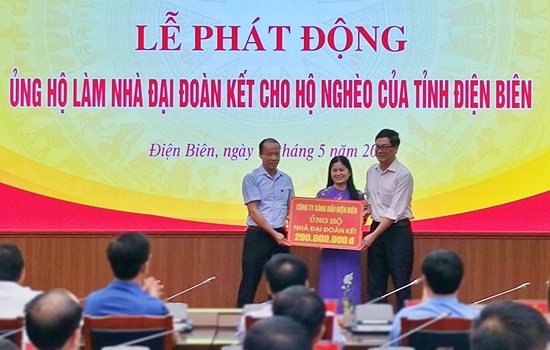 LỄ PHÁT ĐỘNG
ỦNG HỘ LÀM NHÀ ĐẠI ĐOÀN KẾT CHO HỘ NGHÈO CỦA TỈNH ĐIỆN BIÊN
Điện Biên, ngày tháng 5 năm
CÔNG TY XĂNG DẦU ĐIỆN BIÊN
ỦNG HỘ
NHÀ ĐẠI ĐOÀN KẾT
200.000.000đ